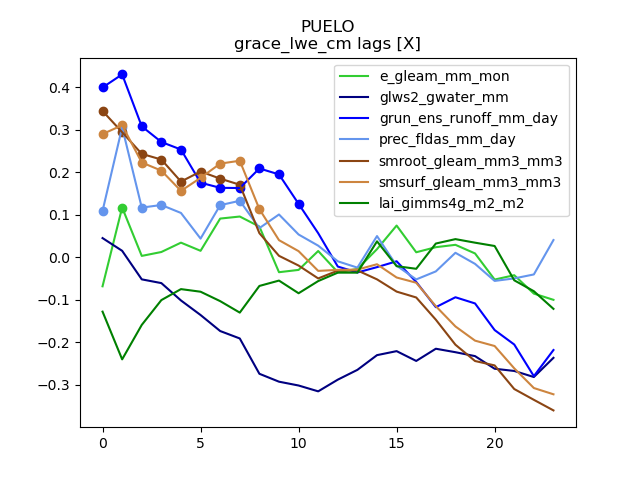 PUELO
grace_lwe_cm lags [X]
e_gleam_mm_mon
glws2_gwater_mm
grun_ens_runoff_mm_day
prec_fldas_mm_day
smroot_gleam_mm3_mm3
smsurf_gleam_mm3_mm3
lai_gimms4g_m2_m2
0.4
0.3
0.2
0.1
0.0
−0.1
−0.2
−0.3
0 5 10 15 20